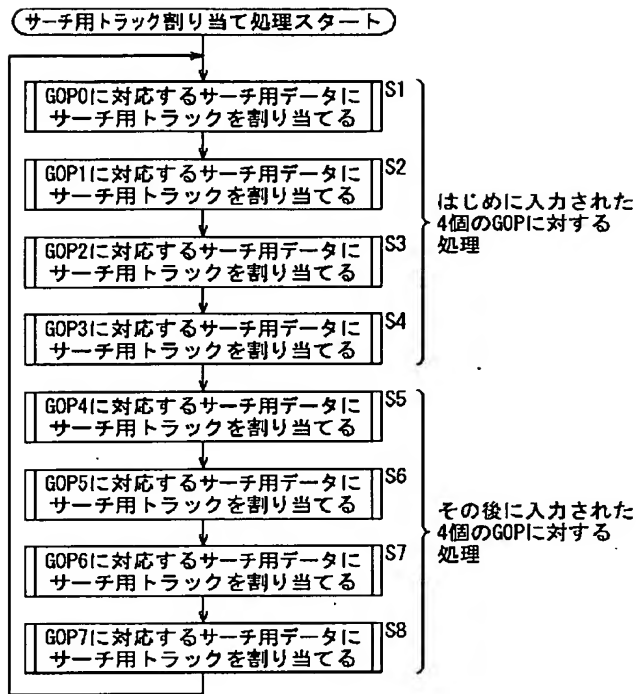 サーチ用トラック割り当て処理スタート
GOP0に対応するサーチ用データに
サーチ用トラックを割り当てる
S1
GOP1に対応するサーチ用データに
サーチ用トラックを割り当てる
S2
GOP2に対応するサーチ用データに
サーチ用トラックを割り当てる
S3
GOP3に対応するサーチ用データに
サーチ用トラックを割り当てる
S4
はじめに入力された
4個のGOPに対する
処理
GOP4に対応するサーチ用データに
サーチ用トラックを割り当てる
S5
GOP5に対応するサーチ用データに
サーチ用トラックを割り当てる
S6
GOP6に対応するサーチ用データに
サーチ用トラックを割り当てる
S7
GOP7に対応するサーチ用データに
サーチ用トラックを割り当てる
S8
その後に入力された
4個のGOPに対する
処理